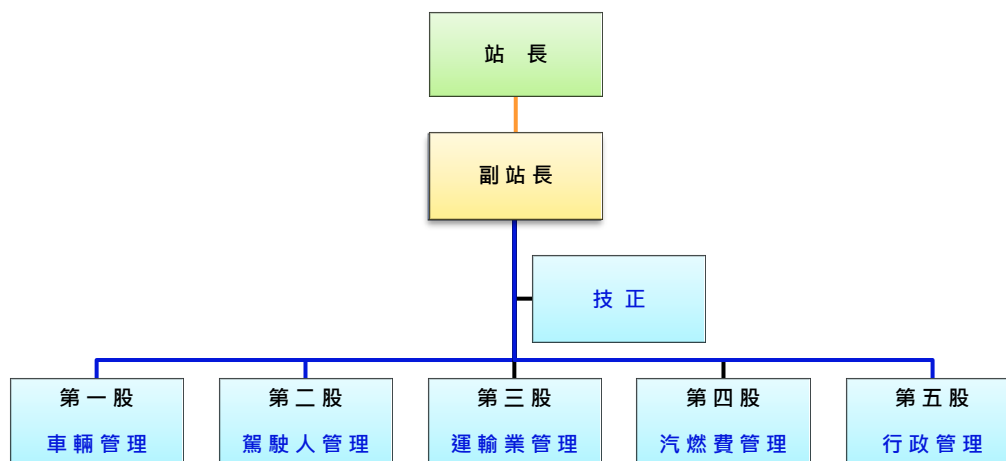 站 長
副站長
技正
第一股
車輛管理
第二股
駕駛人管理
第三股
運輸業管理
第四股
汽燃費管理
第五股
行政管理